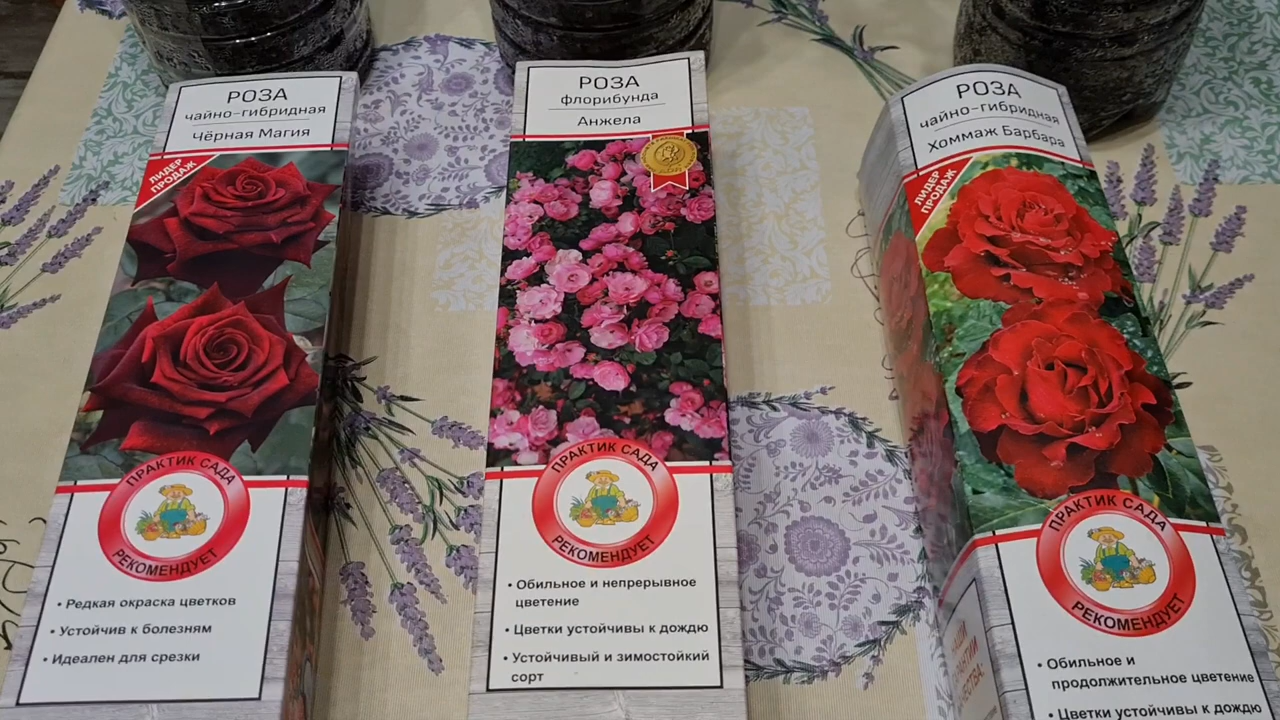 РОЗА
чайно-гибридная
Чёрная Магия
ЛИДЕР
ПРОДАЖ
ПРАКТИК САДА
РЕКОМЕНДУЕТ
• Редкая окраска цветков
• Устойчив к болезням
• Идеален для срезки
РОЗА
флорибунда
Анжела
ПРАКТИК САДА
РЕКОМЕНДУЕТ
• Обильное и непрерывное
цветение
• Цветки устойчивы к дождю
• Устойчивый и зимостойкий
сорт
РОЗА
чайно-гибридная
Хоммаж Барбара
ЛИДЕР
ПРОДАЖ
ПРАКТИК САДА
РЕКОМЕНДУЕТ
• Обильное и
продолжительное цветение
• Цветки устойчивы к дождю